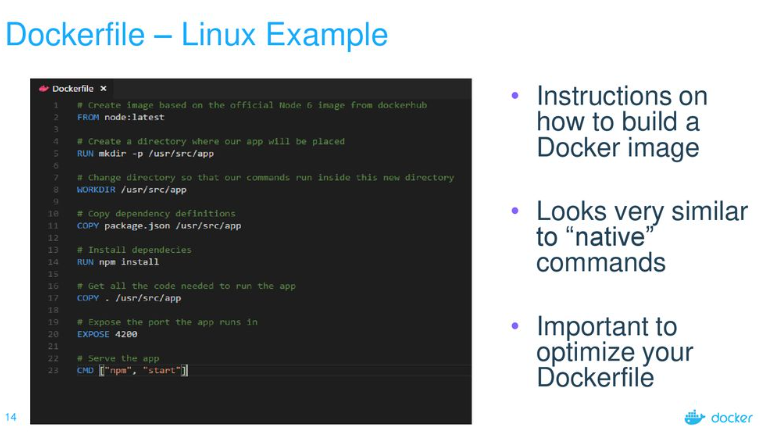 Dockerfile – Linux Example
Dockerfile ×
1 # Create image based on the official Node 6 image from dockerhub
2 FROM node:latest
3
4 # Create a directory where our app will be placed
5 RUN mkdir -p /usr/src/app
6
7 # Change directory so that our commands run inside this new directory
8 WORKDIR /usr/src/app
9
10 # Copy dependency definitions
11 COPY package.json /usr/src/app
12
13 # Install dependecies
14 RUN npm install
15
16 # Get all the code needed to run the app
17 COPY . /usr/src/app
18
19 # Expose the port the app runs in
20 EXPOSE 4200
21
22 # Serve the app
23 CMD ["npm", "start"]
• Instructions on
how to build a
Docker image
• Looks very similar
to “native”
commands
• Important to
optimize your
Dockerfile
14
docker